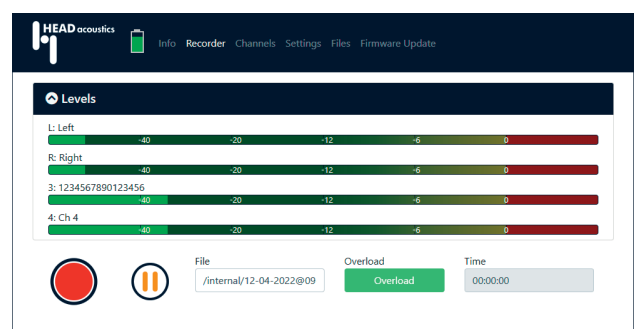 HEAD acoustics
Info Recorder Channels Settings Files Firmware Update
Levels
L: Left
-40 -20 -12 -6 0
R: Right
-40 -20 -12 -6 0
3: 1234567890123456
-40 -20 -12 -6 0
4: Ch 4
-40 -20 -12 -6 0
File Overload Time
/internal/12-04-2022@09 Overload 00:00:00